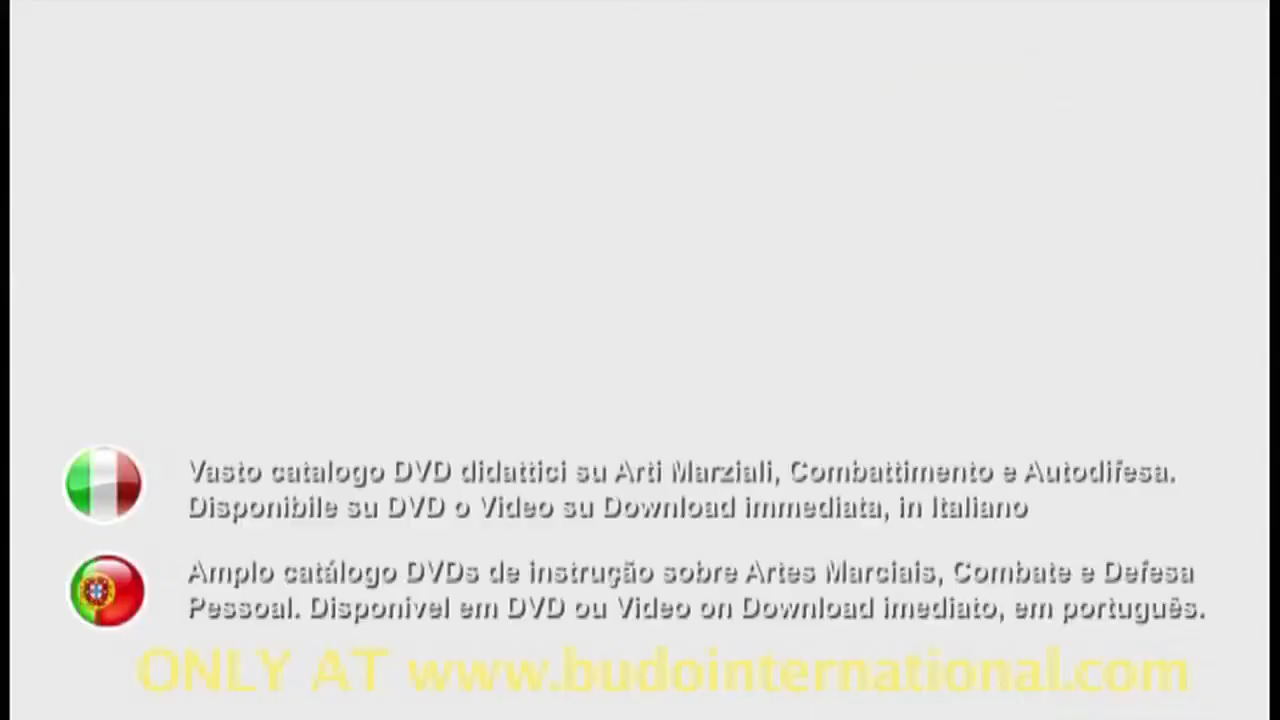 Vasto catalogo DVD didattici su Arti Marziali, Combattimento e Autodifesa.
Disponibile su DVD o Video su Download immediata, in Italiano
Amplo catálogo DVDs de instrução sobre Artes Marciais, Combate e Defesa
Pessoal. Disponível em DVD ou Video on Download imediato, em português.
ONLY AT www.budointernational.com